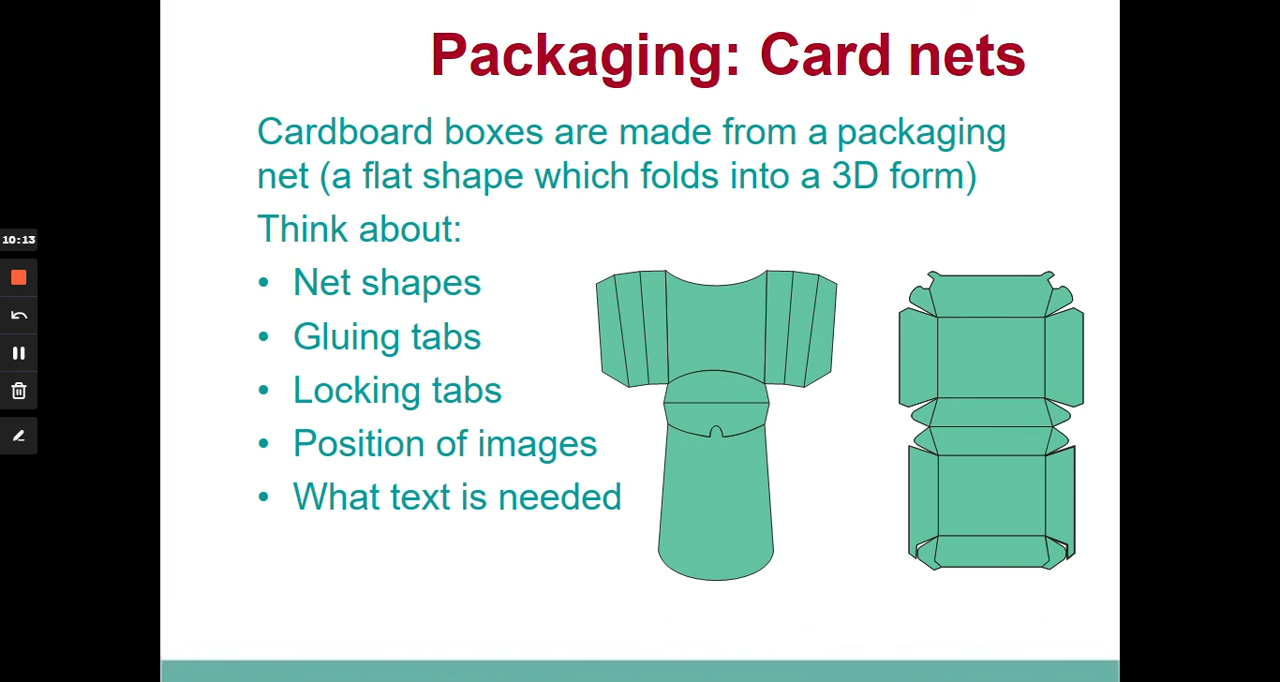 Packaging: Card nets
Cardboard boxes are made from a packaging
net (a flat shape which folds into a 3D form)
Think about:
• Net shapes
• Gluing tabs
• Locking tabs
• Position of images
• What text is needed
10:13